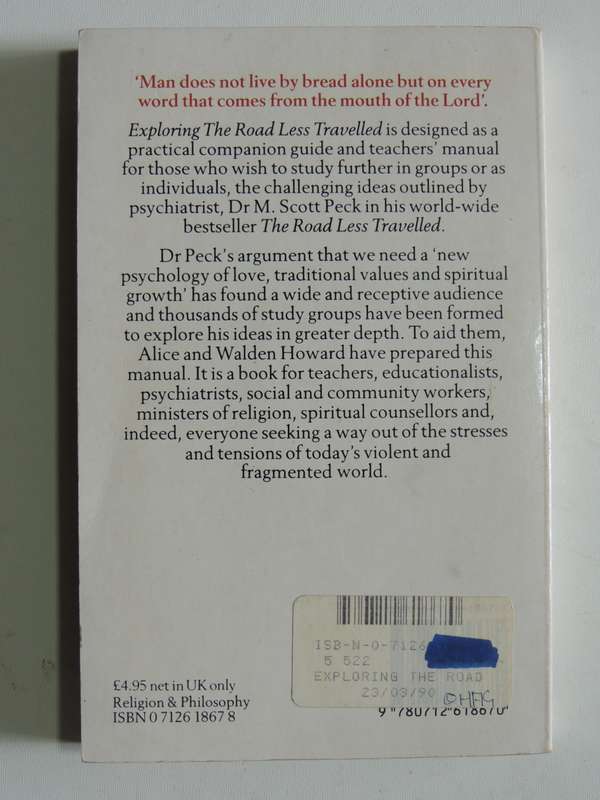 ‘Man does not live by bread alone but on every
word that comes from the mouth of the Lord’.
Exploring The Road Less Travelled is designed as a
practical companion guide and teachers’ manual
for those who wish to study further in groups or as
individuals, the challenging ideas outlined by
psychiatrist, Dr M. Scott Peck in his world-wide
bestseller The Road Less Travelled.
Dr Peck’s argument that we need a ‘new
psychology of love, traditional values and spiritual
growth’ has found a wide and receptive audience
and thousands of study groups have been formed
to explore his ideas in greater depth. To aid them,
Alice and Walden Howard have prepared this
manual. It is a book for teachers, educationalists,
psychiatrists, social and community workers,
ministers of religion, spiritual counsellors and,
indeed, everyone seeking a way out of the stresses
and tensions of today’s violent and
fragmented world.
ISB-N-0-7126
5 522
EXPLORING THE ROAD
23/03/90
£4.95 net in UK only
Religion & Philosophy
ISBN 0 7126 1867 8
9 780712 618670